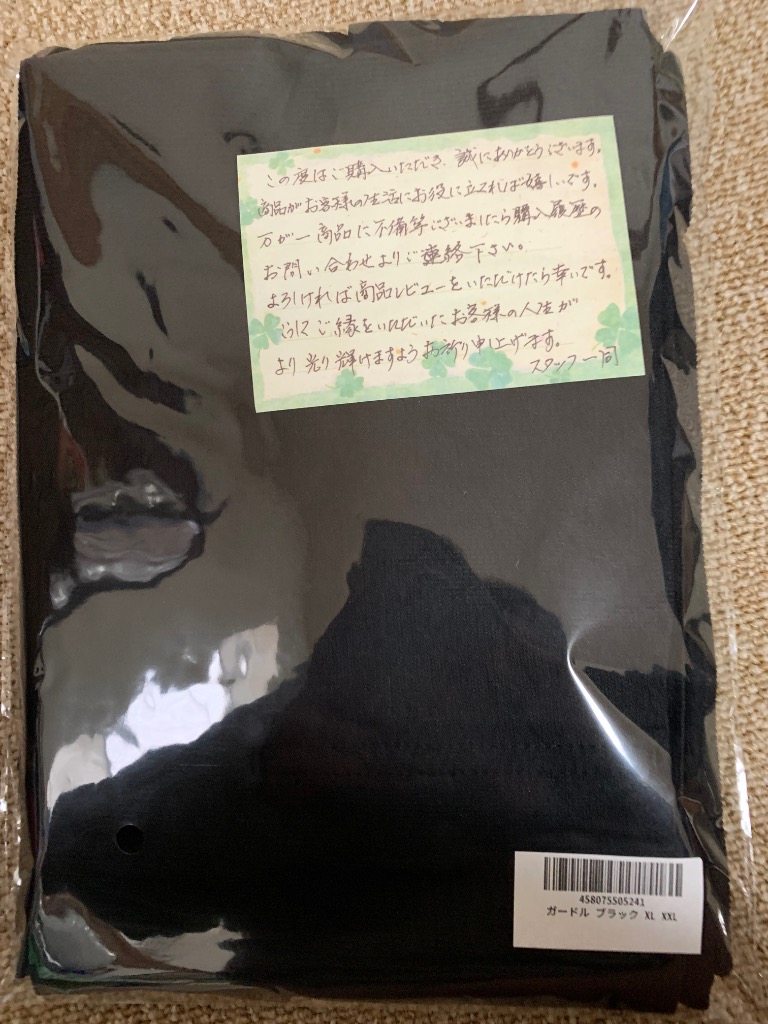 この度はご購入いただき、誠にありがとうございます。
商品がお客様の生活にお役に立てれば嬉しいです。
万が一商品に不備等ございましたら購入履歴の
お問い合わせよりご連絡下さい。
よろしければ商品レビューをいただけたら幸いです。
さらにご縁をいただいたお客様の人生が
より光り輝けますようお祈り申し上げます。
スタッフ一同
458075505241
ガードル ブラック XL XXL